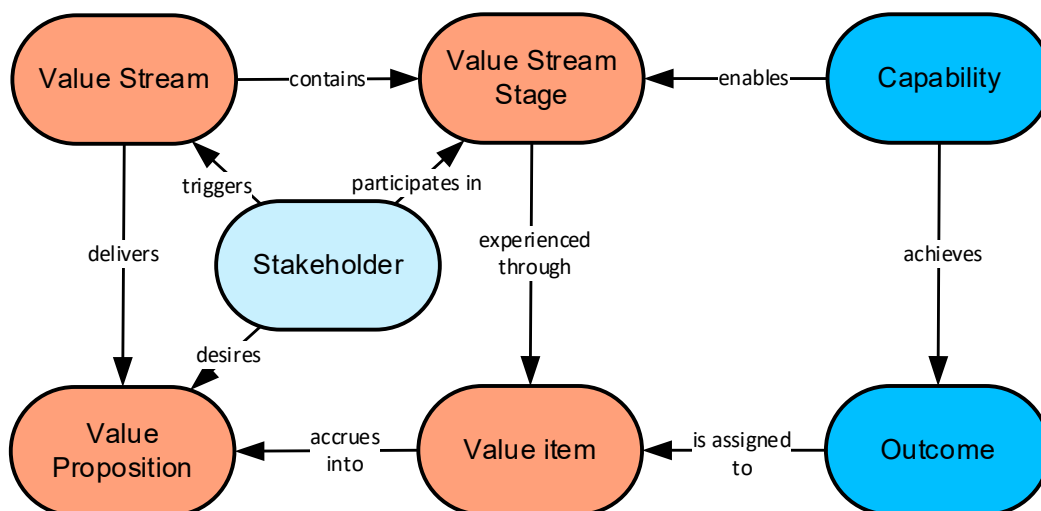 Value Stream
contains
Value Stream
Stage
enables
Capability
triggers
participates in
delivers
Stakeholder
experienced
through
achieves
desires
Value
Proposition
accrues
into
Value item
is assigned
to
Outcome